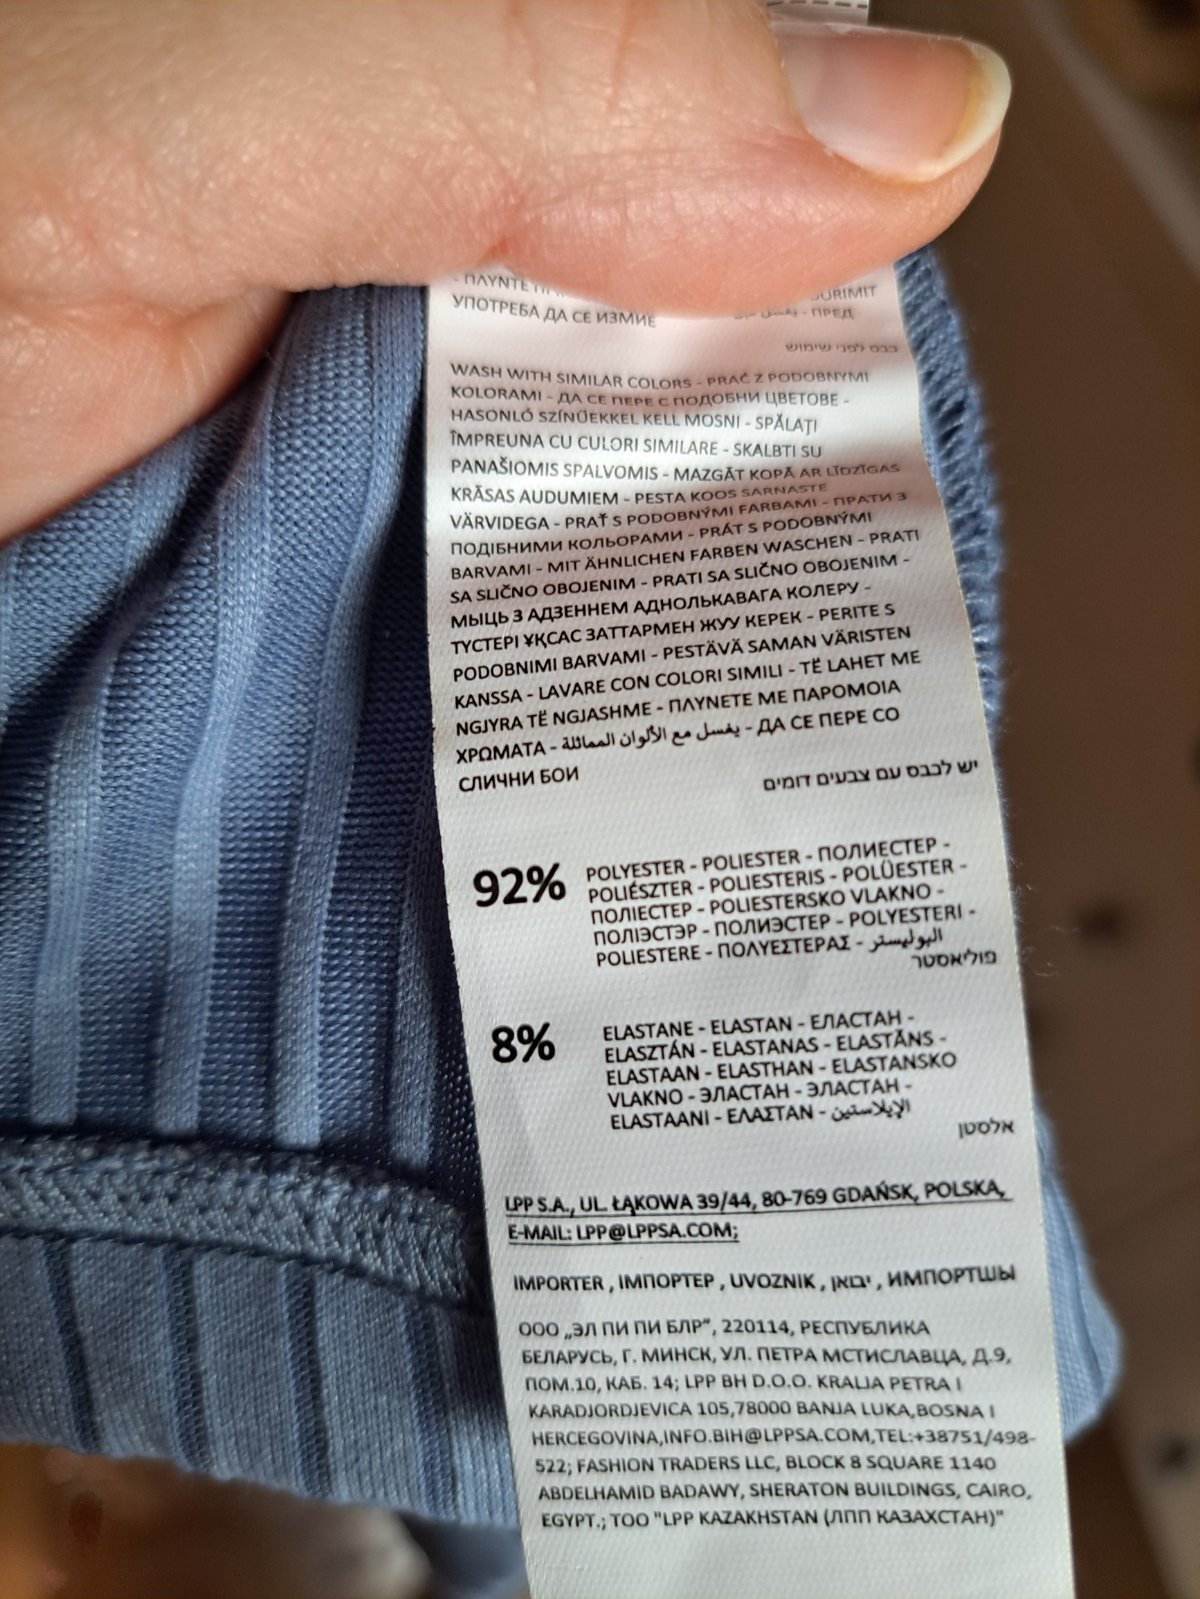 - ΠΛΥΝΤΕ
УПОТРЕБА ДА СЕ ИЗМИЕ - ПРЕД
כבס לפני שימוש
WASH WITH SIMILAR COLORS - PRAĆ Z PODOBNYMI
KOLORAMI - ДА СЕ ПЕРЕ С ПОДОБНИ ЦВЕТОВЕ -
HASONLÓ SZÍNŰEKKEL KELL MOSNI - SPĂLAŢI
ÎMPREUNA CU CULORI SIMILARE - SKALBTI SU
PANAŠIOMIS SPALVOMIS - MAZGĀT KOPĀ AR LĪDZĪGAS
KRĀSAS AUDUMIEM - PESTA KOOS SARNASTE
VÄRVIDEGA - PRAŤ S PODOBNÝMI FARBAMI - ПРАТИ З
ПОДІБНИМИ КОЛЬОРАМИ - PRÁT S PODOBNÝMI
BARVAMI - MIT ÄHNLICHEN FARBEN WASCHEN - PRATI
SA SLIČNO OBOJENIM - PRATI SA SLIČNO OBOJENIM -
МЫЦЬ З АДЗЕННЕМ АДНОЛЬКАВАГА КОЛЕРУ -
ТҮСТЕРІ ҰҚСАС ЗАТТАРМЕН ЖУУ КЕРЕК - PERITE S
PODOBNIMI BARVAMI - PESTÄVÄ SAMAN VÄRISTEN
KANSSA - LAVARE CON COLORI SIMILI - TË LAHET ME
NGJYRA TË NGJASHME - ΠΛΥΝΕΤΕ ΜΕ ΠΑΡΟΜΟΙΑ
ΧΡΩΜΑΤΑ - يغسل مع الألوان المماثلة - ДА СЕ ПЕРЕ СО
СЛИЧНИ БОИ
יש לכבס עם צבעים דומים
92% POLYESTER - POLIESTER - ПОЛИЕСТЕР -
POLIÉSZTER - POLIESTERIS - POLÜESTER -
ПОЛІЕСТЕР - POLIESTERSKO VLAKNO -
ПОЛІЭСТЭР - ПОЛИЭСТЕР - POLYESTERI -
POLIESTERE - ΠΟΛΥΕΣΤΕΡΑΣ - البوليستر
פוליאסטר
8% ELASTANE - ELASTAN - ЕЛАСТАН -
ELASZTÁN - ELASTANAS - ELASTĀNS -
ELASTAAN - ELASTHAN - ELASTANSKO
VLAKNO - ЭЛАСТАН - ЭЛАСТАН -
ELASTAANI - ΕΛΑΣΤΑΝ - الإيلاستين
אלסטן
LPP S.A., UL. ŁĄKOWA 39/44, 80-769 GDAŃSK, POLSKA,
E-MAIL: LPP@LPPSA.COM;
IMPORTER , ІМПОРТЕР , UVOZNIK , יבואן , ИМПОРТШЫ
ООО „ЭЛ ПИ ПИ БЛР", 220114, РЕСПУБЛИКА
БЕЛАРУСЬ, Г. МИНСК, УЛ. ПЕТРА МСТИСЛАВЦА, Д.9,
ПОМ.10, КАБ. 14; LPP BH D.O.O. KRALJA PETRA I
KARADJORDJEVICA 105,78000 BANJA LUKA,BOSNA I
HERCEGOVINA,INFO.BIH@LPPSA.COM,TEL:+38751/498-
522; FASHION TRADERS LLC, BLOCK 8 SQUARE 1140
ABDELHAMID BADAWY, SHERATON BUILDINGS, CAIRO,
EGYPT.; ТОО "LPP KAZAKHSTAN (ЛПП КАЗАХСТАН)"